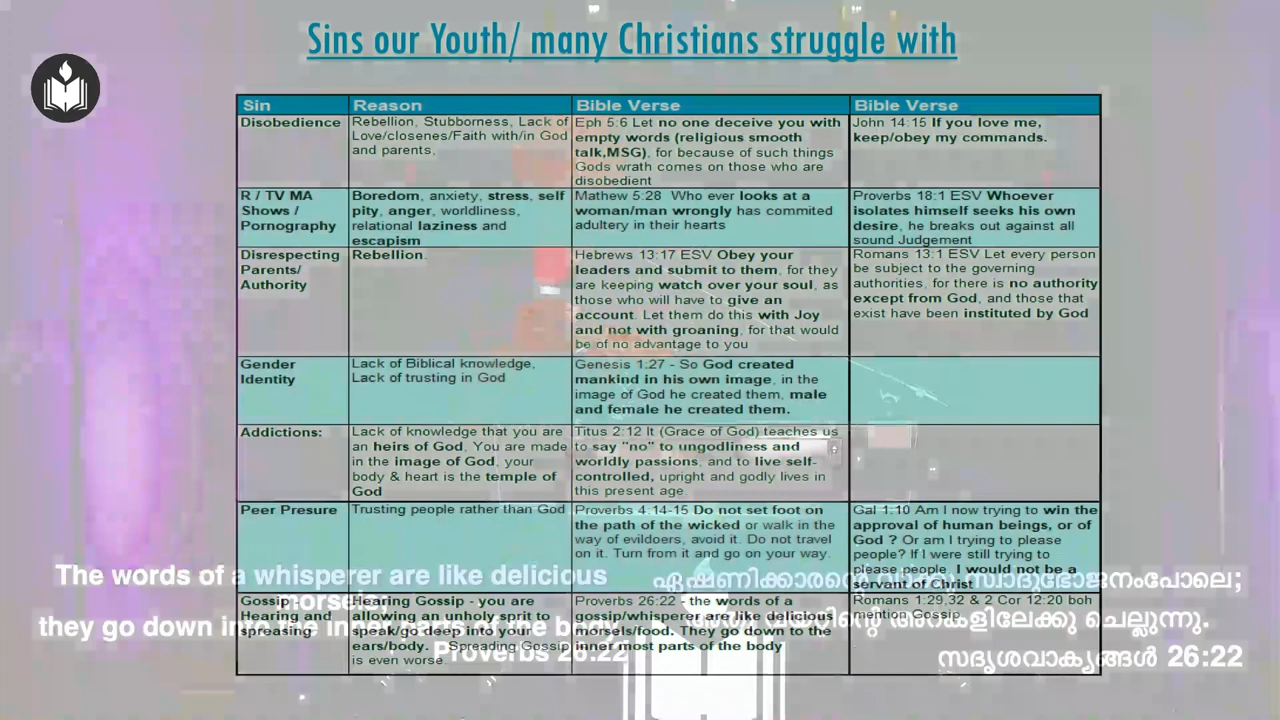 Sins our Youth/ many Christians struggle with
Sin
Reason
Bible Verse
Bible Verse
Disobedience
Rebellion, Stubborness, Lack of
Love/closenes/Faith with/in God
and parents,
Eph 5:6 Let no one deceive you with
empty words (religious smooth
talk,MSG), for because of such things
Gods wrath comes on those who are
disobedient
John 14:15 If you love me,
keep/obey my commands.
R / TV MA
Shows /
Pornography
Boredom, anxiety, stress, self
pity, anger, worldliness,
relational laziness and
escapism
Mathew 5:28 Who ever looks at a
woman/man wrongly has commited
adultery in their hearts
Proverbs 18:1 ESV Whoever
isolates himself seeks his own
desire, he breaks out against all
sound Judgement
Disrespecting
Parents/
Authority
Rebellion.
Hebrews 13:17 ESV Obey your
leaders and submit to them, for they
are keeping watch over your soul, as
those who will have to give an
account. Let them do this with Joy
and not with groaning, for that would
be of no advantage to you
Romans 13:1 ESV Let every person
be subject to the governing
authorities, for there is no authority
except from God, and those that
exist have been instituted by God
Gender
Identity
Lack of Biblical knowledge,
Lack of trusting in God
Genesis 1:27 - So God created
mankind in his own image, in the
image of God he created them, male
and female he created them.
Addictions:
Lack of knowledge that you are
an heirs of God, You are made
in the image of God, your
body & heart is the temple of
God
Titus 2:12 It (Grace of God) teaches us
to say "no" to ungodliness and
worldly passions, and to live self-
controlled, upright and godly lives in
this present age
Peer Presure
Trusting people rather than God
Proverbs 4:14-15 Do not set foot on
the path of the wicked or walk in the
way of evildoers, avoid it. Do not travel
on it. Turn from it and go on your way.
Gal 1:10 Am I now trying to win the
approval of human beings, or of
God ? Or am I trying to please
people? If I were still trying to
please people, I would not be a
servant of Christ
Gossip -
Hearing and
spreasing
Hearing Gossip - you are
allowing an unholy spirit to
speak/go deep into your
ears/body. Spreading Gossip
is even worse.
Proverbs 26:22 - the words of a
gossip/whisperer are like delicious
morsels/food. They go down to the
inner most parts of the body
Romans 1:29,32 & 2 Cor 12:20 boh
mention Gossip
The words of a whisperer are like delicious
morsels;
they go down into the inner parts of the body.
Proverbs 26:22
ഏഷണിക്കാരന്റെ വാക്കു സ്വാദുഭോജനംപോലെ;
ചെല്ലുന്നു.
സദൃശവാക്യങ്ങൾ 26:22